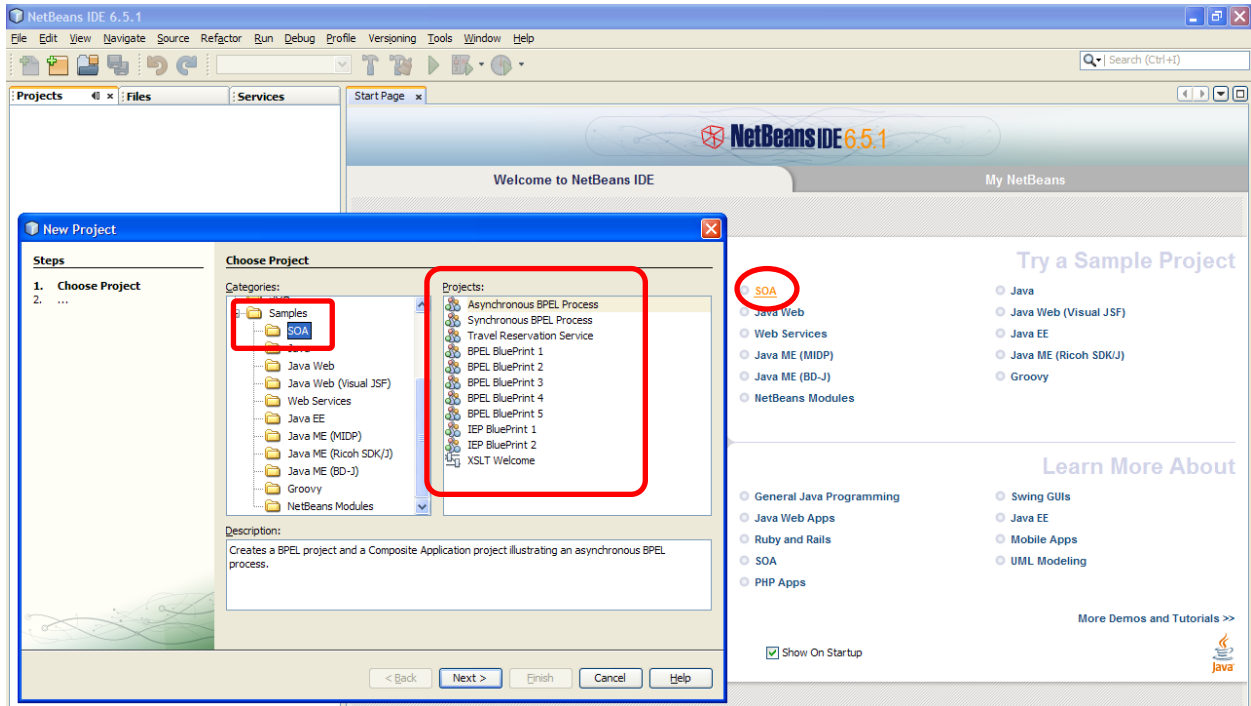 NetBeans IDE 6.5.1
File Edit View Navigate Source Refactor Run Debug Profile Versioning Tools Window Help
Search (Ctrl+I)
Projects Files Services Start Page
NetBeans IDE 6.5.1
Welcome to NetBeans IDE My NetBeans
New Project
Steps
1. Choose Project
2. ...
Choose Project
Categories:
Samples
SOA
Java
Java Web
Java Web (Visual JSF)
Web Services
Java EE
Java ME (MIDP)
Java ME (Ricoh SDK/J)
Java ME (BD-J)
Groovy
NetBeans Modules
Projects:
Asynchronous BPEL Process
Synchronous BPEL Process
Travel Reservation Service
BPEL BluePrint 1
BPEL BluePrint 2
BPEL BluePrint 3
BPEL BluePrint 4
BPEL BluePrint 5
IEP BluePrint 1
IEP BluePrint 2
XSLT Welcome
Description:
Creates a BPEL project and a Composite Application project illustrating an asynchronous BPEL
process.
< Back Next > Finish Cancel Help
Try a Sample Project
SOA
Java Web
Web Services
Java ME (MIDP)
Java ME (BD-J)
NetBeans Modules
Java
Java Web (Visual JSF)
Java EE
Java ME (Ricoh SDK/J)
Groovy
Learn More About
General Java Programming
Java Web Apps
Ruby and Rails
SOA
PHP Apps
Swing GUIs
Java EE
Mobile Apps
UML Modeling
More Demos and Tutorials >>
Show On Startup
Java